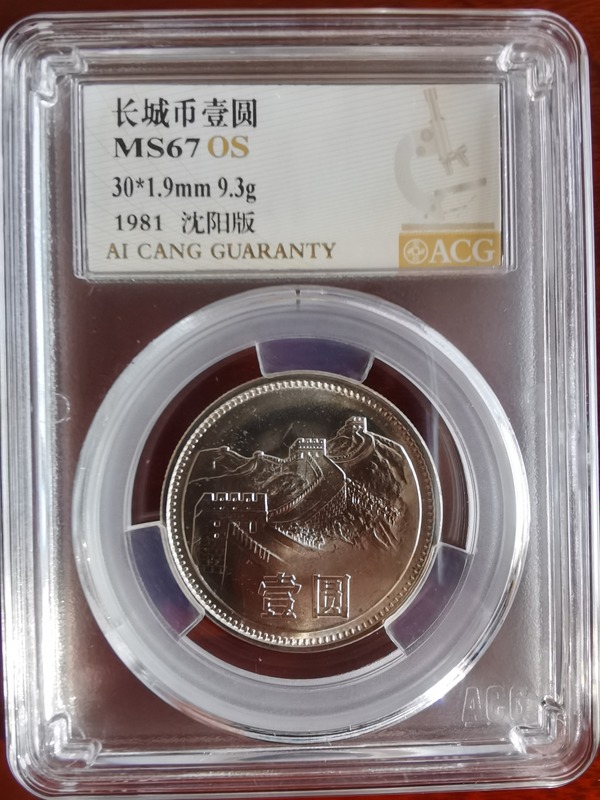 长城币壹圆
MS67 OS
30*1.9mm 9.3g
1981 沈阳版
AI CANG GUARANTY
ACG
壹圆
ACG